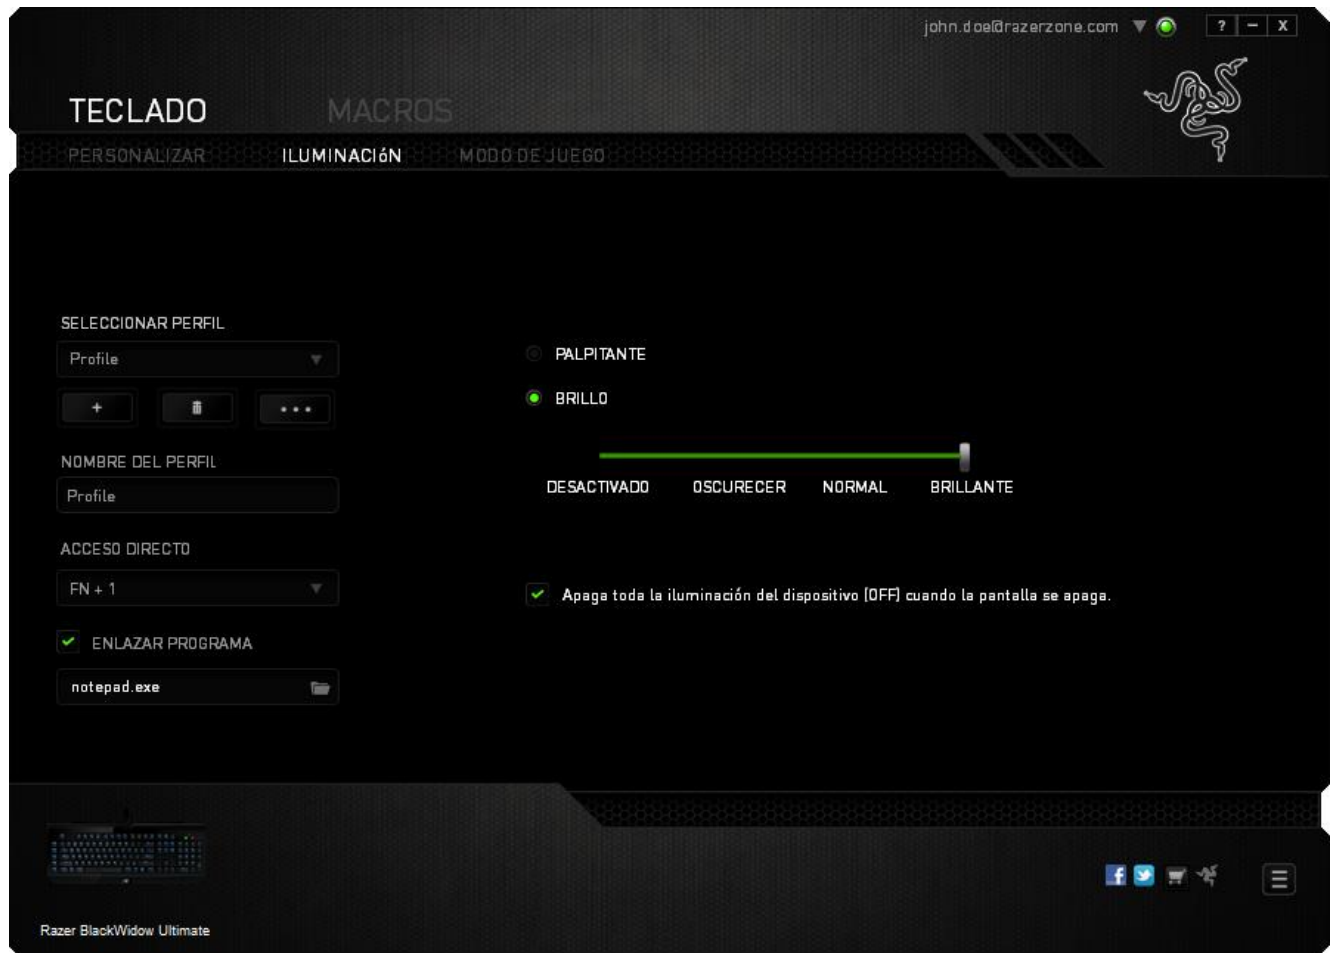 john.doe@razerzone.com
? – X
TECLADO MACROS
PERSONALIZAR ILUMINACIóN MODO DE JUEGO
SELECCIONAR PERFIL
Profile
+ ...
NOMBRE DEL PERFIL
Profile
ACCESO DIRECTO
FN + 1
ENLAZAR PROGRAMA
notepad.exe
PALPITANTE
BRILLO
DESACTIVADO OSCURECER NORMAL BRILLANTE
Apaga toda la iluminación del dispositivo (OFF) cuando la pantalla se apaga.
Razer BlackWidow Ultimate